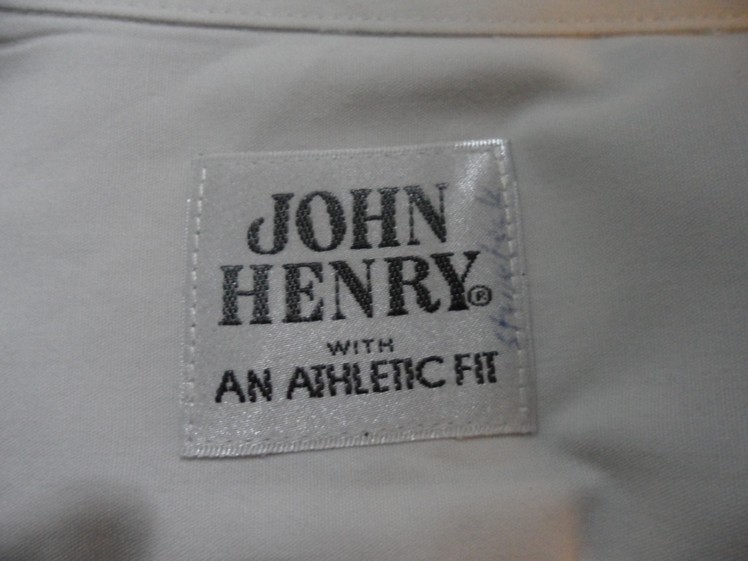 JOHN
HENRY®
WITH
AN ATHLETIC FIT